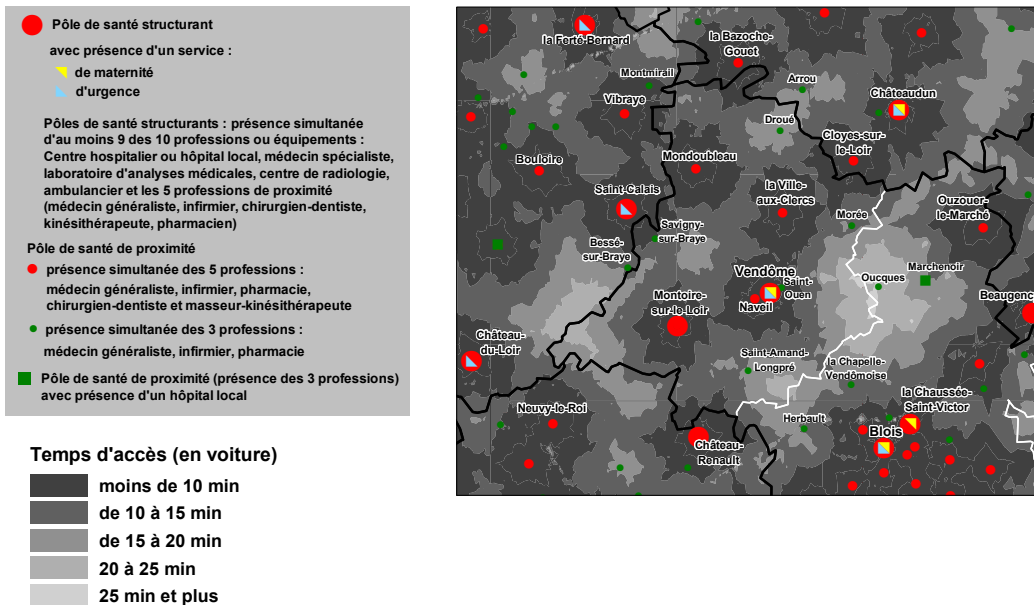 Pôle de santé structurant
avec présence d'un service :
de maternité
d'urgence
Pôles de santé structurants : présence simultanée
d'au moins 9 des 10 professions ou équipements :
Centre hospitalier ou hôpital local, médecin spécialiste,
laboratoire d'analyses médicales, centre de radiologie,
ambulancier et les 5 professions de proximité
(médecin généraliste, infirmier, chirurgien-dentiste,
kinésithérapeute, pharmacien)
Pôle de santé de proximité
présence simultanée des 5 professions :
médecin généraliste, infirmier, pharmacie,
chirurgien-dentiste et masseur-kinésithérapeute
présence simultanée des 3 professions :
médecin généraliste, infirmier, pharmacie
Pôle de santé de proximité (présence des 3 professions)
avec présence d'un hôpital local
Temps d'accès (en voiture)
moins de 10 min
de 10 à 15 min
de 15 à 20 min
20 à 25 min
25 min et plus
la Ferté-Bernard
la Bazoche-
Gouet
Montmirail
Arrou
Châteaudun
Vibraye
Droué
Cloyes-sur-
le-Loir
Bouloire
Mondoubleau
Saint-Calais
la Ville-
aux-Clercs
Ouzouer-
le-Marché
Savigny-
sur-Braye
Morée
Bessé-
sur-Braye
Vendôme
Saint-
Ouen
Oucques
Marchenoir
Naveil
Montoire-
sur-le-Loir
Beaugenc
Château-
du-Loir
Saint-Amand-
Longpré
la Chapelle-
Vendômoise
la Chaussée-
Saint-Victor
Neuvy-le-Roi
Herbault
Blois
Château-
Renault